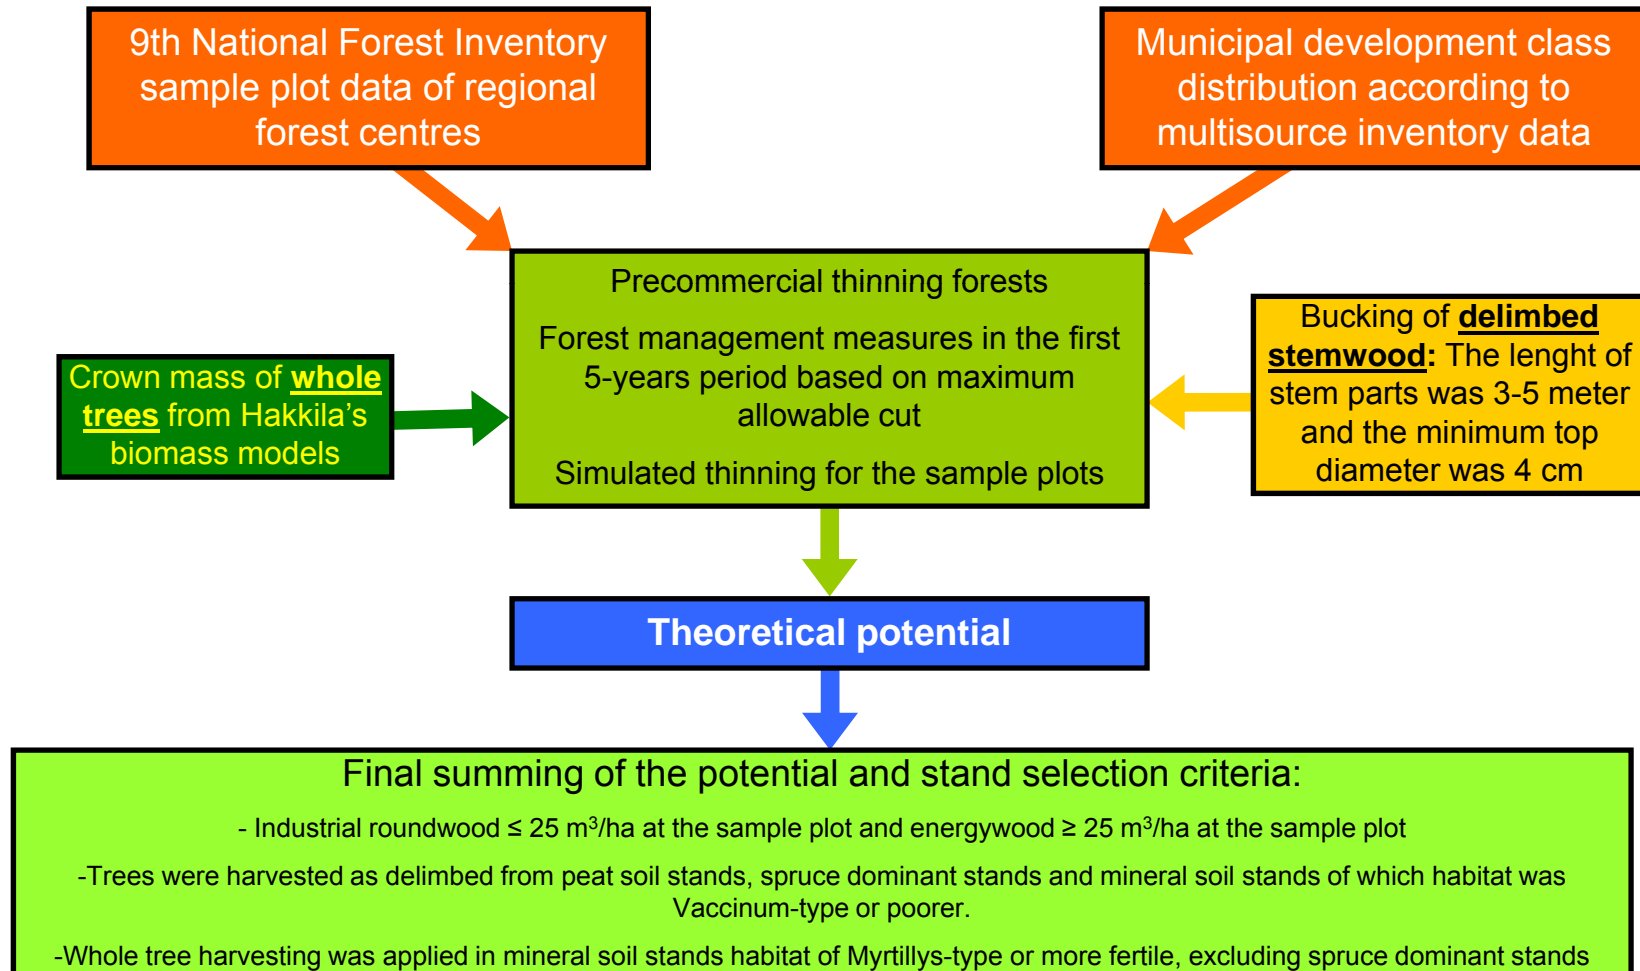 9th National Forest Inventory
sample plot data of regional
forest centres
Municipal development class
distribution according to
multisource inventory data
Precommercial thinning forests
Forest management measures in the first
5-years period based on maximum
allowable cut
Simulated thinning for the sample plots
Crown mass of whole
trees from Hakkila's
biomass models
Bucking of delimbed
stemwood: The lenght of
stem parts was 3-5 meter
and the minimum top
diameter was 4 cm
Theoretical potential
Final summing of the potential and stand selection criteria:
- Industrial roundwood ≤ 25 m³/ha at the sample plot and energywood ≥ 25 m³/ha at the sample plot
-Trees were harvested as delimbed from peat soil stands, spruce dominant stands and mineral soil stands of which habitat was
Vaccinum-type or poorer.
-Whole tree harvesting was applied in mineral soil stands habitat of Myrtillys-type or more fertile, excluding spruce dominant stands